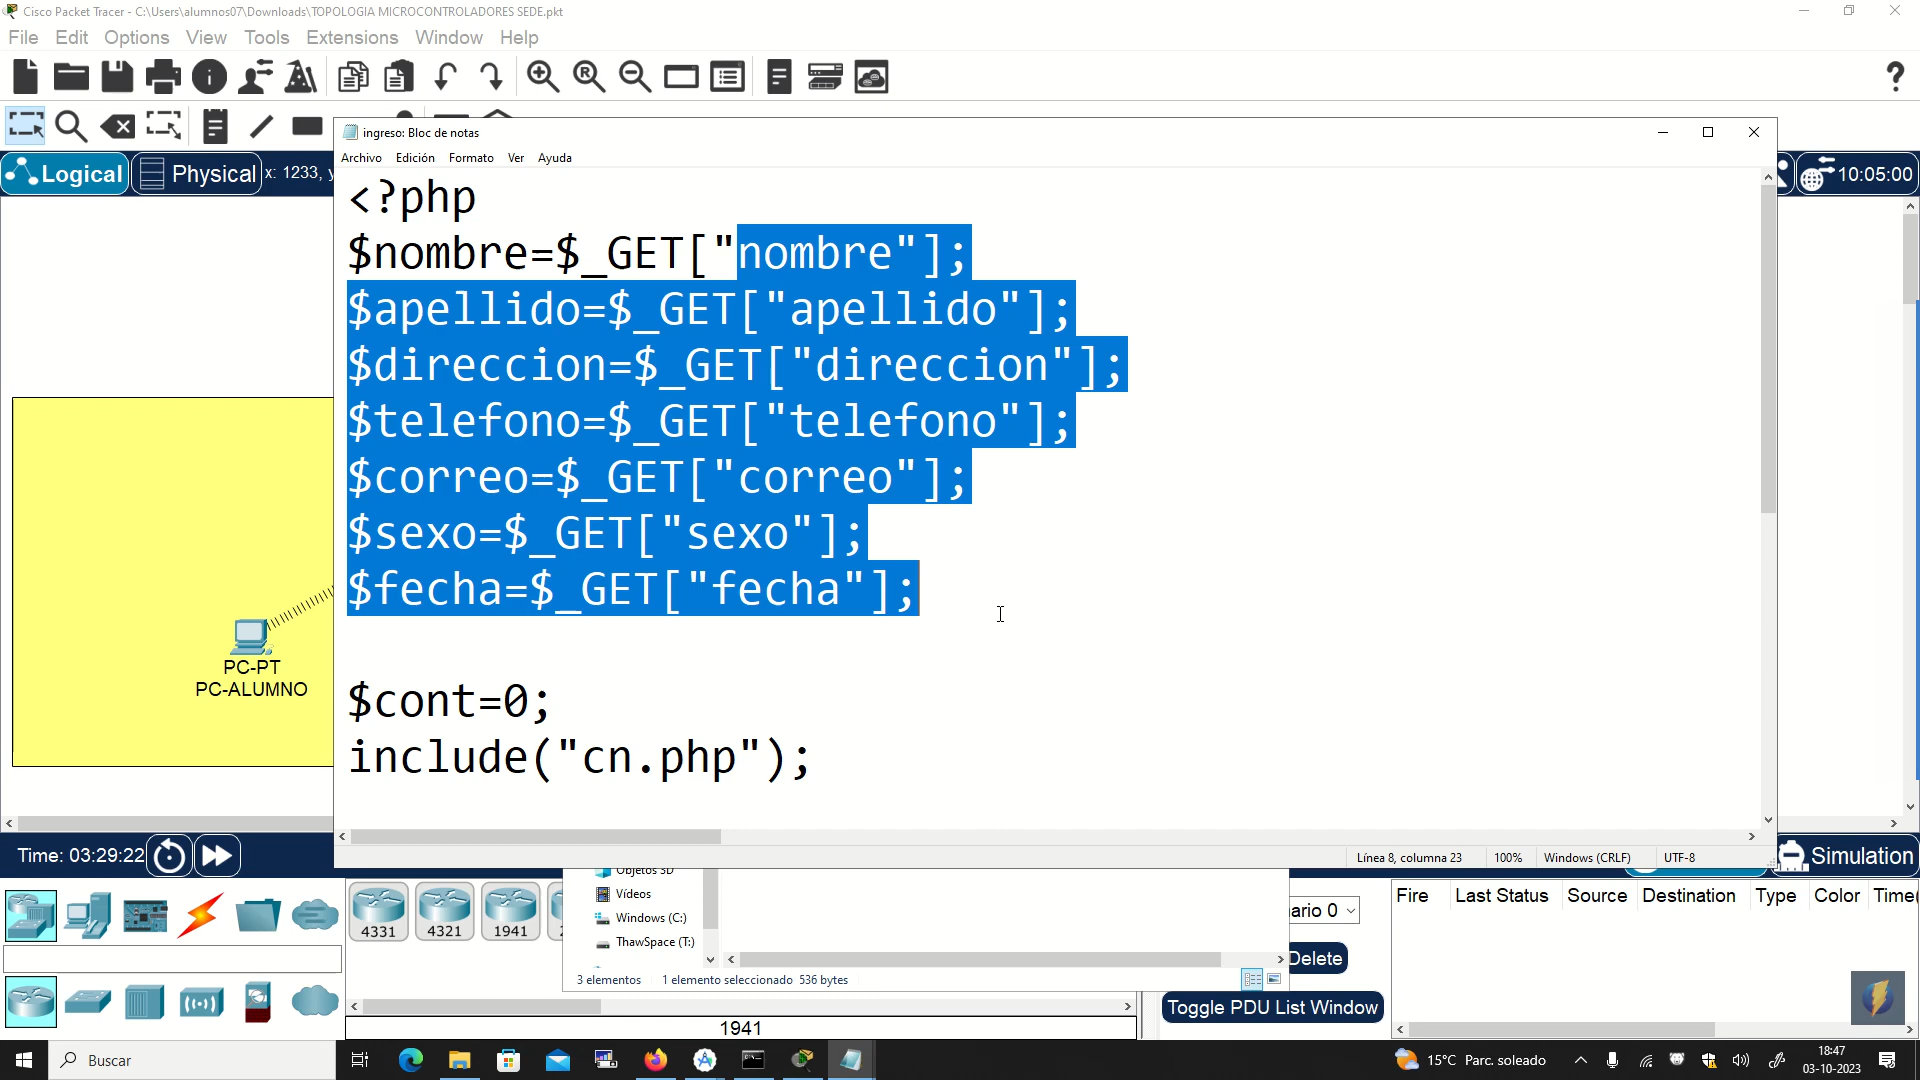 Cisco Packet Tracer - C:\Users\alumnos07\Downloads\TOPOLOGIA MICROCONTROLADORES SEDE.pkt
File Edit Options View Tools Extensions Window Help
Logical Physical x: 1233, y 10:05:00
ingreso: Bloc de notas
Archivo Edición Formato Ver Ayuda
<?php
$nombre=$_GET["nombre"];
$apellido=$_GET["apellido"];
$direccion=$_GET["direccion"];
$telefono=$_GET["telefono"];
$correo=$_GET["correo"];
$sexo=$_GET["sexo"];
$fecha=$_GET["fecha"];
$cont=0;
include("cn.php");
PC-PT
PC-ALUMNO
Línea 8, columna 23 100% Windows (CRLF) UTF-8
Time: 03:29:22 Simulation
Objetos 3D
Vídeos
Windows (C:)
ThawSpace (T:)
3 elementos 1 elemento seleccionado 536 bytes
4331 4321 1941
ario 0
Delete
Toggle PDU List Window
Fire Last Status Source Destination Type Color Time(
1941
Buscar
15°C Parc. soleado
18:47
03-10-2023